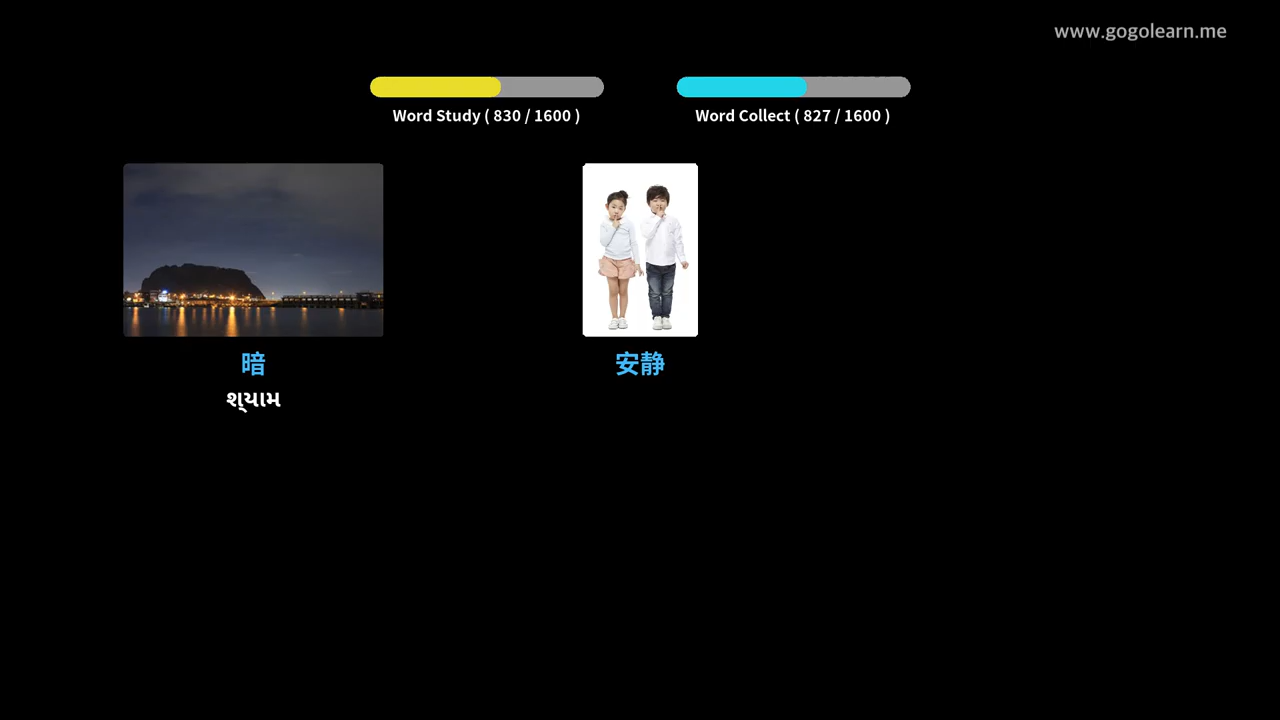 www.gogolearn.me
Word Study ( 830 / 1600 )
Word Collect ( 827 / 1600 )
暗
安静
શ્યામ